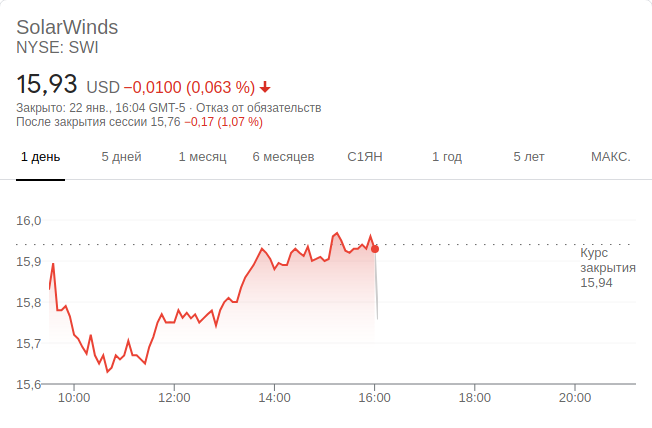 SolarWinds
NYSE: SWI
15,93 USD −0,0100 (0,063 %)
Закрыто: 22 янв., 16:04 GMT-5 · Отказ от обязательств
После закрытия сессии 15,76 −0,17 (1,07 %)
1 день 5 дней 1 месяц 6 месяцев С1ЯН 1 год 5 лет МАКС.
16,0
15,9
15,8
15,7
15,6
Курс
закрытия
15,94
10:00 12:00 14:00 16:00 18:00 20:00